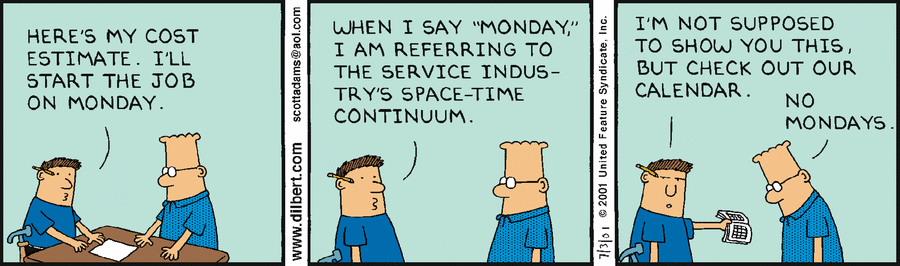 HERE'S MY COST
ESTIMATE. I'LL
START THE JOB
ON MONDAY.
www.dilbert.com scottadams@aol.com
WHEN I SAY "MONDAY,"
I AM REFERRING TO
THE SERVICE INDUS-
TRY'S SPACE-TIME
CONTINUUM.
7/3/01 © 2001 United Feature Syndicate, Inc.
I'M NOT SUPPOSED
TO SHOW YOU THIS,
BUT CHECK OUT OUR
CALENDAR.
NO
MONDAYS.